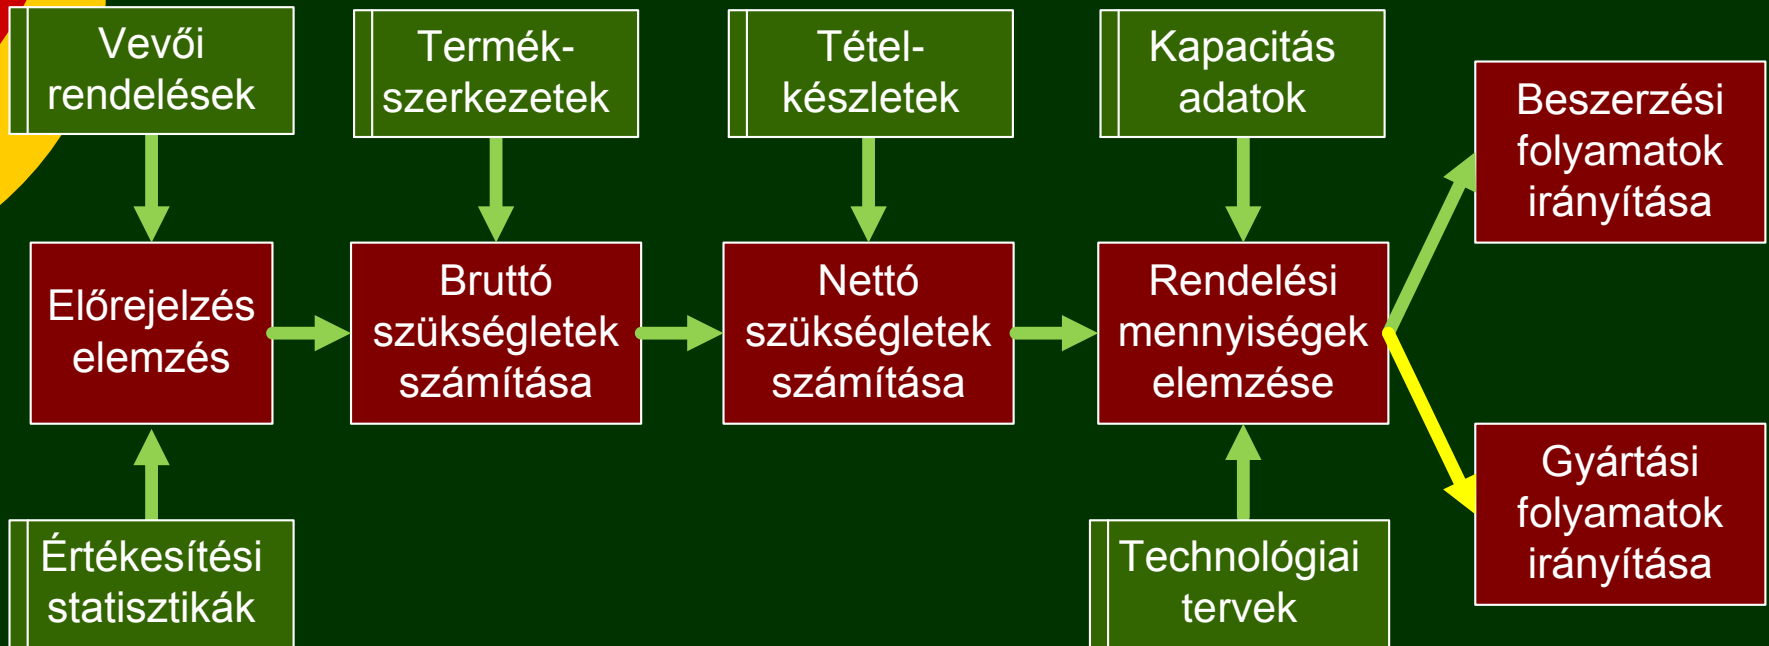 Vevői
rendelések
Termék-
szerkezetek
Tétel-
készletek
Kapacitás
adatok
Beszerzési
folyamatok
irányítása
Előrejelzés
elemzés
Bruttó
szükségletek
számítása
Nettó
szükségletek
számítása
Rendelési
mennyiségek
elemzése
Gyártási
folyamatok
irányítása
Értékesítési
statisztikák
Technológiai
tervek